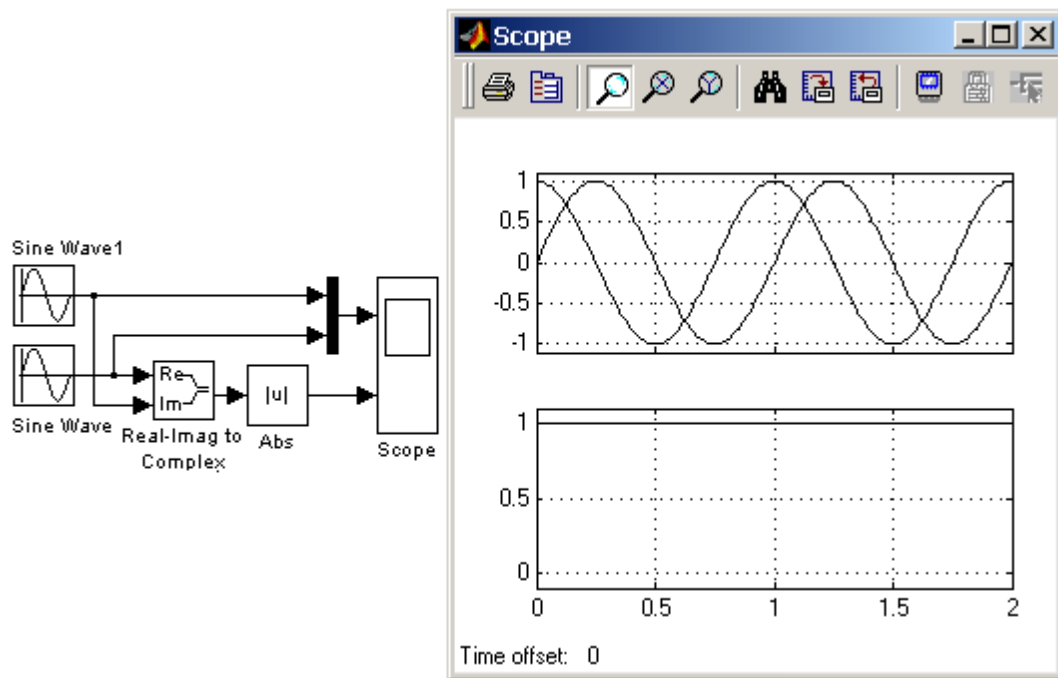 Sine Wave1
Sine Wave
Re
Im
Real-Imag to
Complex
|u|
Abs
Scope
Scope
1
0.5
0
-0.5
-1
1
0.5
0
0 0.5 1 1.5 2
Time offset: 0